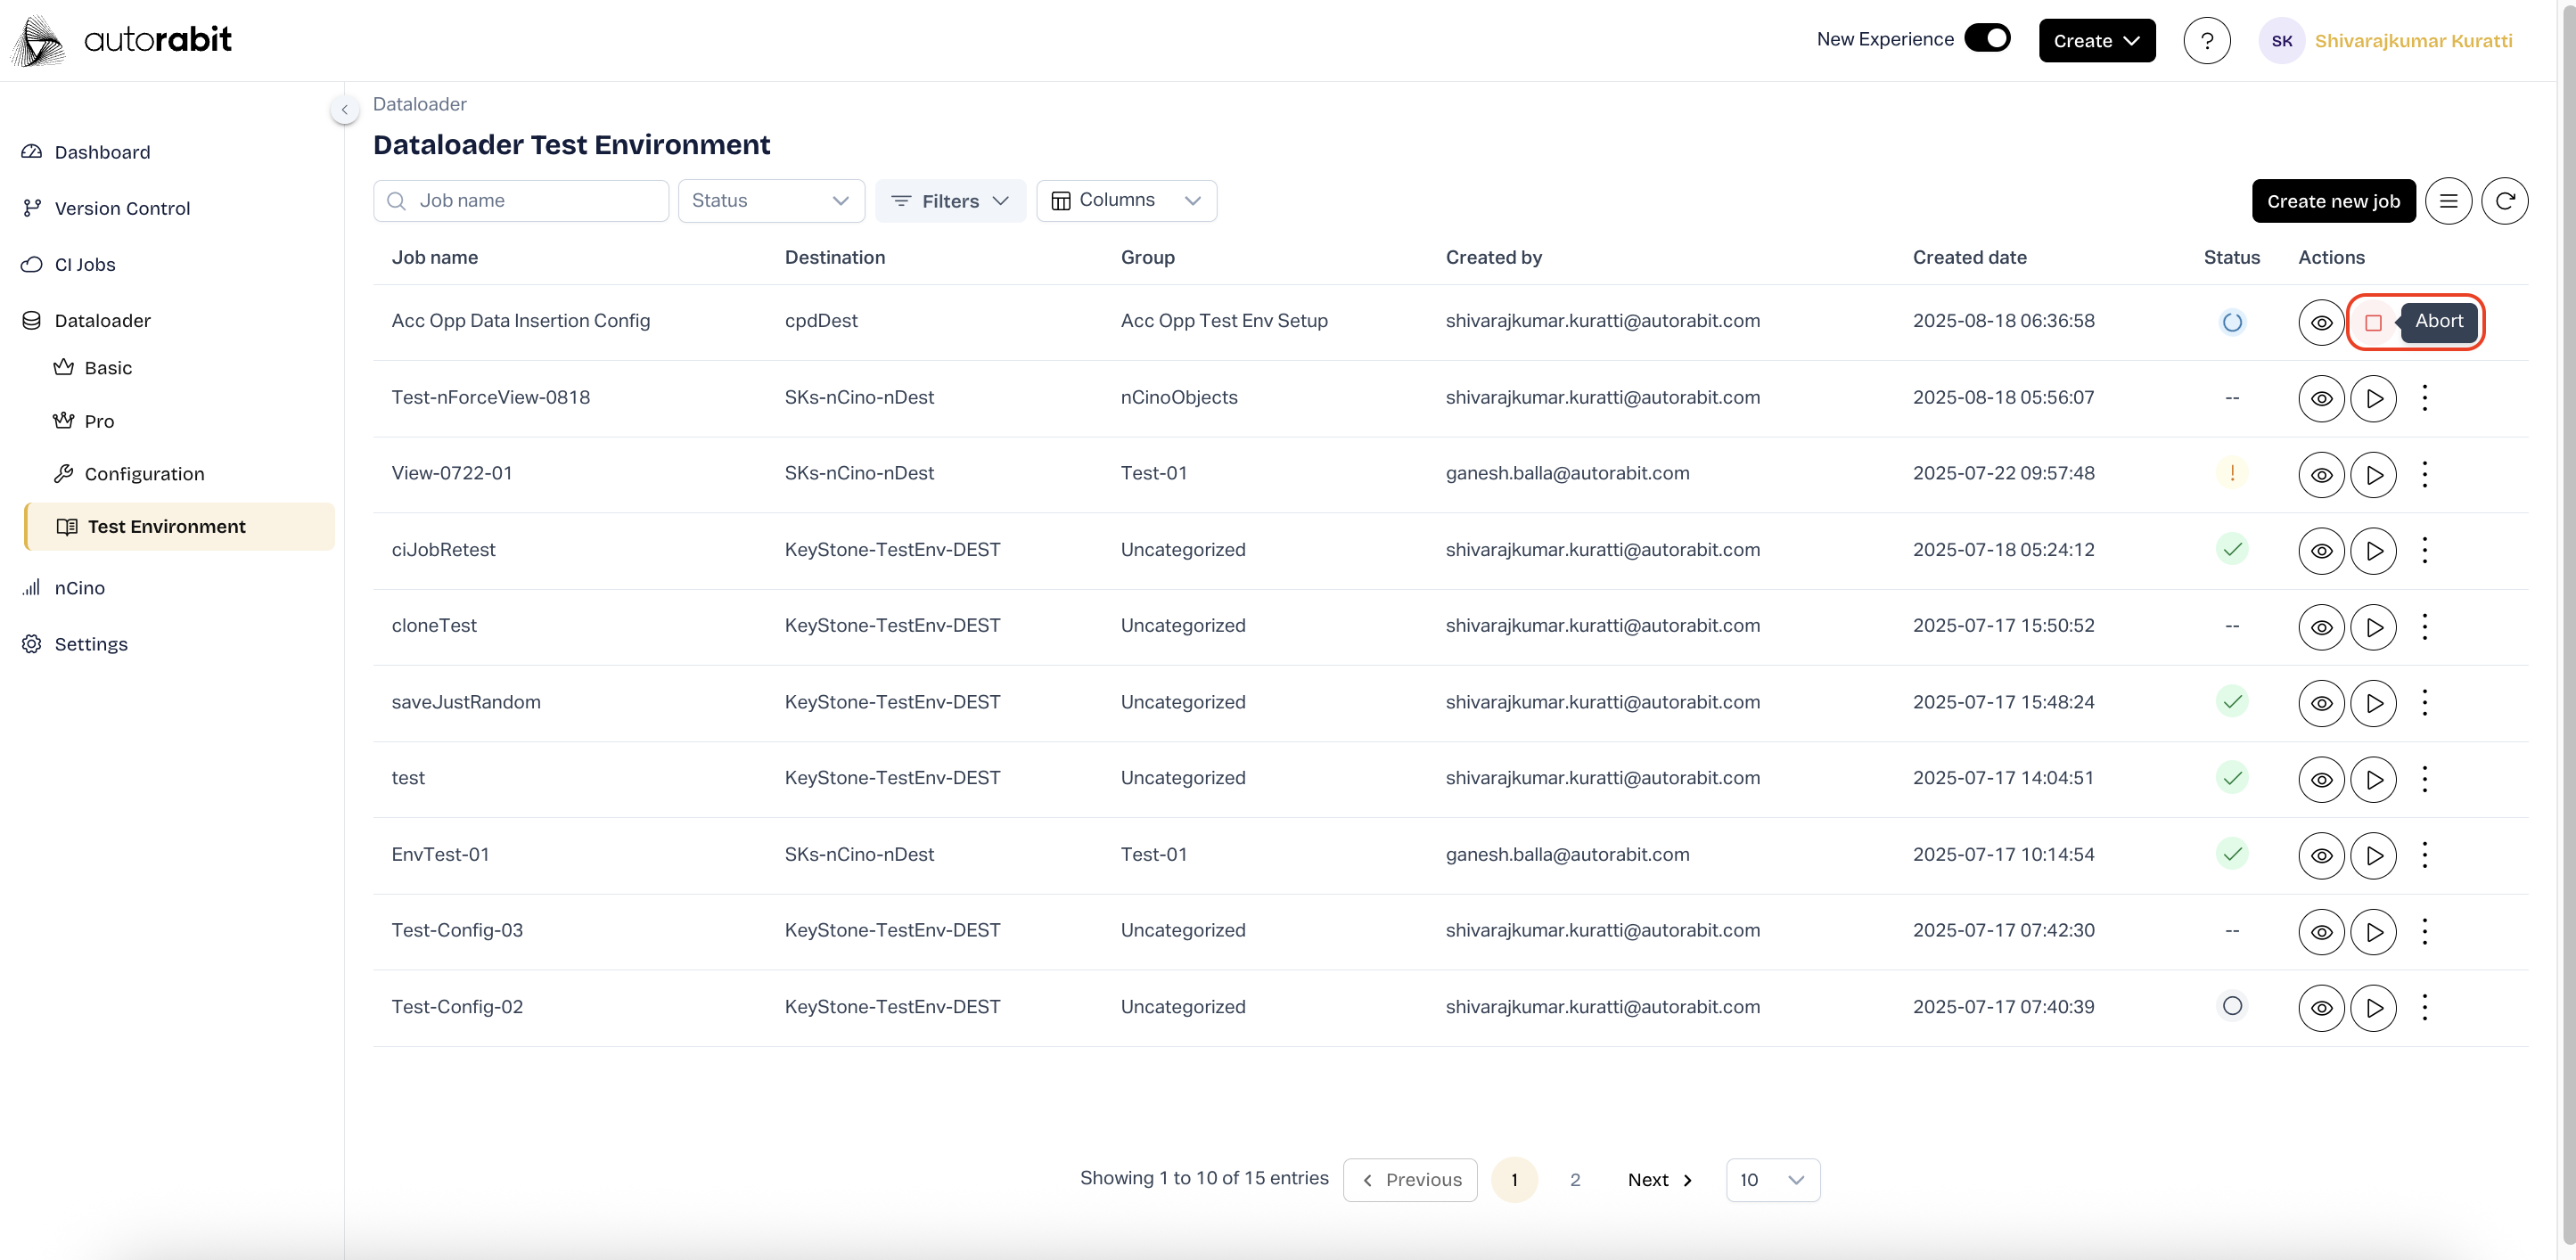 autorabit
New Experience
Create
?
SK
Shivarajkumar Kuratti
Dashboard
Version Control
CI Jobs
Dataloader
Basic
Pro
Configuration
Test Environment
nCino
Settings
Dataloader
Dataloader Test Environment
Job name
Status
Filters
Columns
Create new job
Job name Destination Group Created by Created date Status Actions
Acc Opp Data Insertion Config cpdDest Acc Opp Test Env Setup shivarajkumar.kuratti@autorabit.com 2025-08-18 06:36:58 Abort
Test-nForceView-0818 SKs-nCino-nDest nCinoObjects shivarajkumar.kuratti@autorabit.com 2025-08-18 05:56:07 --
View-0722-01 SKs-nCino-nDest Test-01 ganesh.balla@autorabit.com 2025-07-22 09:57:48 !
ciJobRetest KeyStone-TestEnv-DEST Uncategorized shivarajkumar.kuratti@autorabit.com 2025-07-18 05:24:12
cloneTest KeyStone-TestEnv-DEST Uncategorized shivarajkumar.kuratti@autorabit.com 2025-07-17 15:50:52 --
saveJustRandom KeyStone-TestEnv-DEST Uncategorized shivarajkumar.kuratti@autorabit.com 2025-07-17 15:48:24
test KeyStone-TestEnv-DEST Uncategorized shivarajkumar.kuratti@autorabit.com 2025-07-17 14:04:51
EnvTest-01 SKs-nCino-nDest Test-01 ganesh.balla@autorabit.com 2025-07-17 10:14:54
Test-Config-03 KeyStone-TestEnv-DEST Uncategorized shivarajkumar.kuratti@autorabit.com 2025-07-17 07:42:30 --
Test-Config-02 KeyStone-TestEnv-DEST Uncategorized shivarajkumar.kuratti@autorabit.com 2025-07-17 07:40:39
Showing 1 to 10 of 15 entries Previous 1 2 Next 10